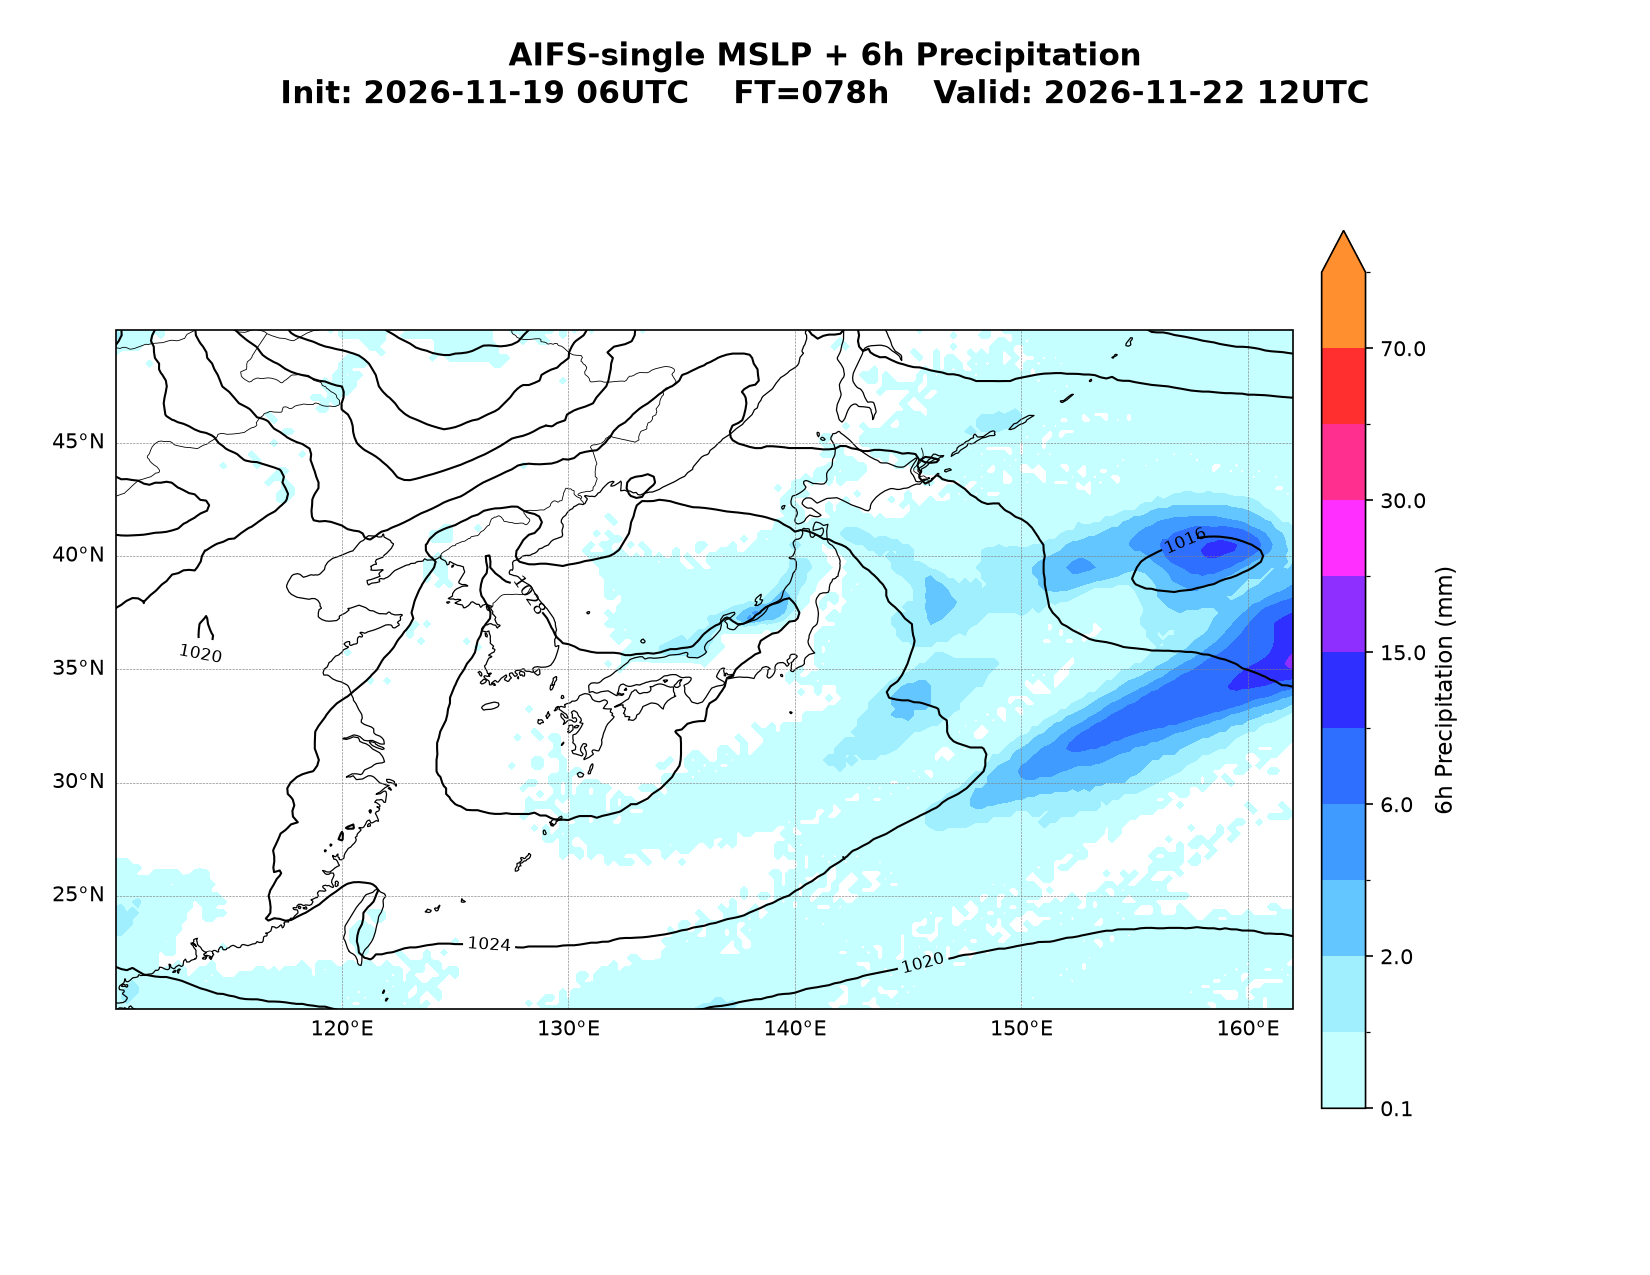 AIFS-single MSLP + 6h Precipitation
Init: 2026-11-19 06UTC    FT=078h    Valid: 2026-11-22 12UTC
70.0
30.0
15.0
6.0
2.0
0.1
6h Precipitation (mm)
45°N
40°N
35°N
30°N
25°N
120°E
130°E
140°E
150°E
160°E
1016
1028
1020
1024
1020